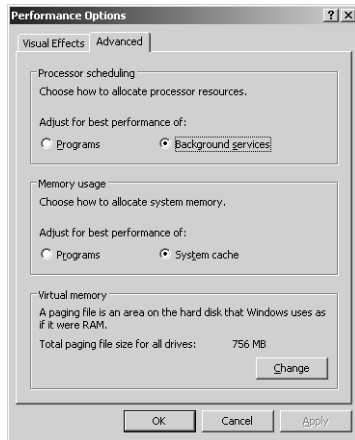 Performance Options
Visual Effects Advanced
Processor scheduling
Choose how to allocate processor resources.
Adjust for best performance of:
Programs Background services
Memory usage
Choose how to allocate system memory.
Adjust for best performance of:
Programs System cache
Virtual memory
A paging file is an area on the hard disk that Windows uses as
if it were RAM.
Total paging file size for all drives: 756 MB
Change
OK Cancel Apply